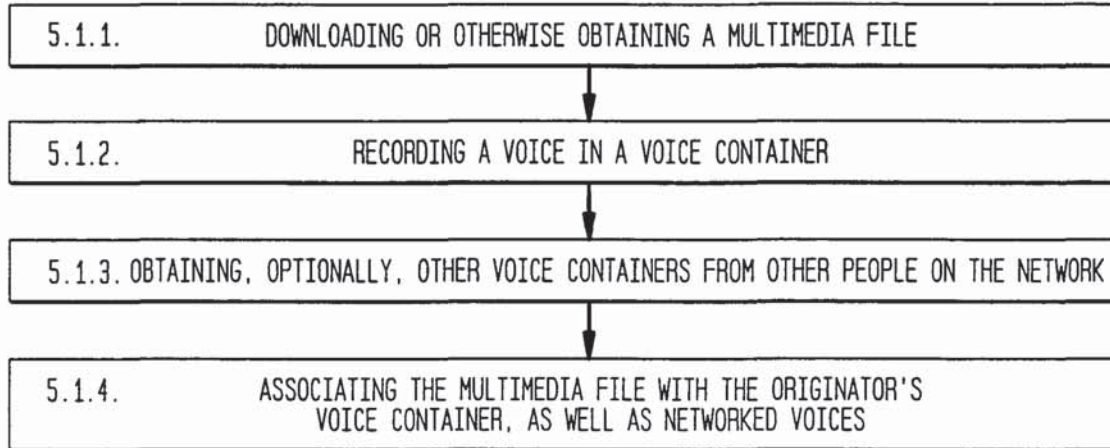 5.1.1. DOWNLOADING OR OTHERWISE OBTAINING A MULTIMEDIA FILE
5.1.2. RECORDING A VOICE IN A VOICE CONTAINER
5.1.3. OBTAINING, OPTIONALLY, OTHER VOICE CONTAINERS FROM OTHER PEOPLE ON THE NETWORK
5.1.4. ASSOCIATING THE MULTIMEDIA FILE WITH THE ORIGINATOR'S
VOICE CONTAINER, AS WELL AS NETWORKED VOICES